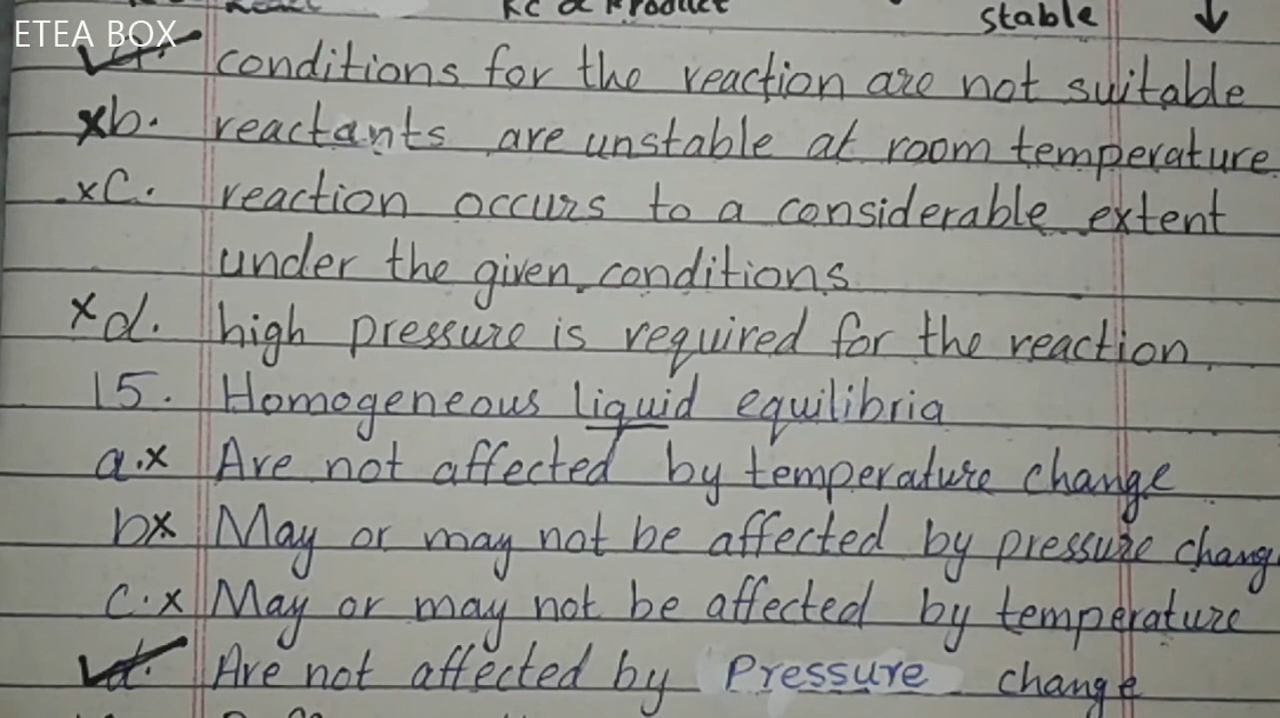 Kc α Product
stable ↓
ETEA BOX
a. conditions for the reaction are not suitable
xb. reactants are unstable at room temperature
xC. reaction occurs to a considerable extent
under the given conditions
xd. high pressure is required for the reaction.
15. Homogeneous liquid equilibria
a.x Are not affected by temperature change
bx May or may not be affected by pressure chang
c.x May or may not be affected by temperature
d. Are not affected by Pressure change